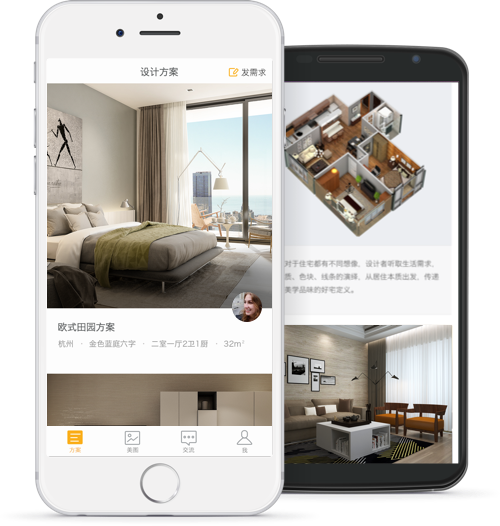 设计方案
发需求
欧式田园方案
杭州 · 金色蓝庭六字 · 二室一厅2卫1厨 · 32m²
方案
美图
交流
我
对于住宅都有不同想像，设计者听取生活需求、
质、色块、线条的演绎，从居住本质出发，传递
美学品味的好宅定义。